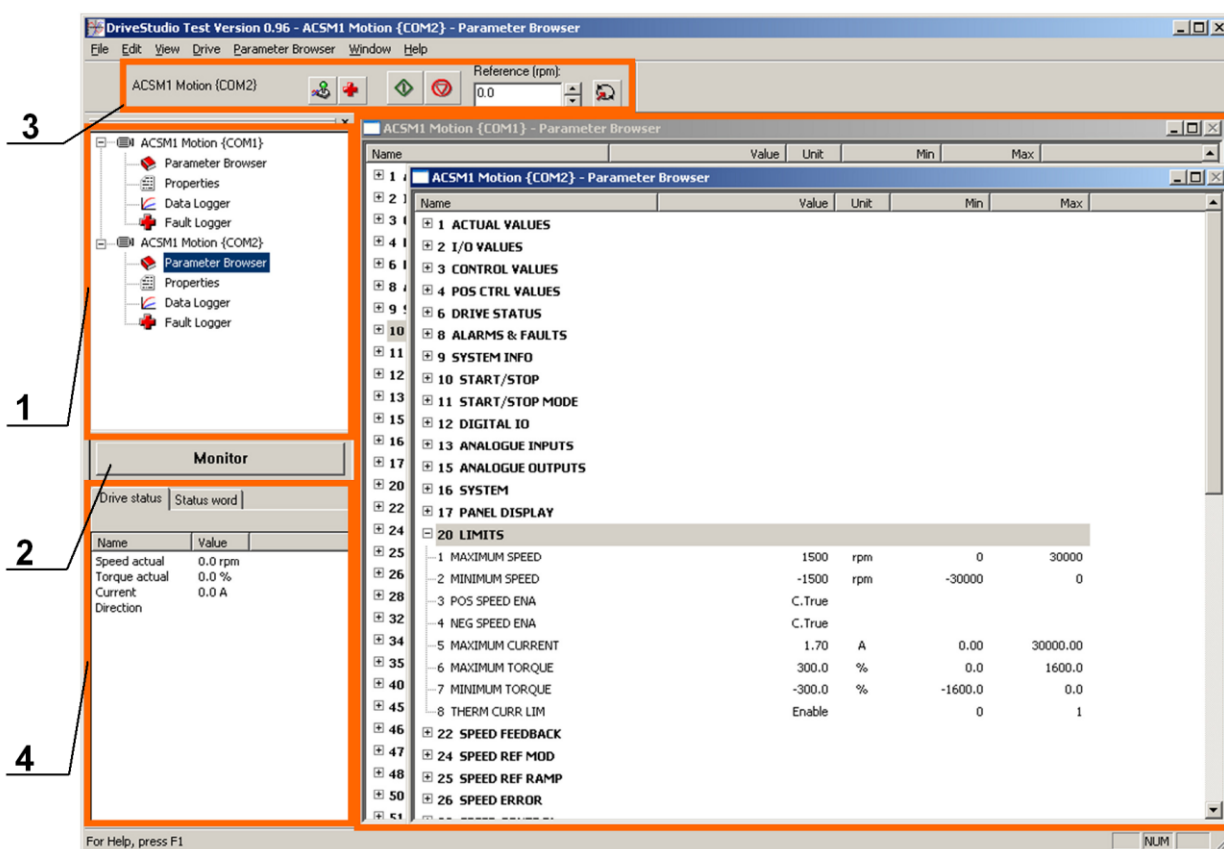 DriveStudio Test Version 0.96 - ACSM1 Motion {COM2} - Parameter Browser
File Edit View Drive Parameter Browser Window Help
ACSM1 Motion {COM2}
Reference (rpm):
0.0
3
ACSM1 Motion {COM1}
Parameter Browser
Properties
Data Logger
Fault Logger
ACSM1 Motion {COM2}
Parameter Browser
Properties
Data Logger
Fault Logger
1
Monitor
2
Drive status Status word
Name Value
Speed actual 0.0 rpm
Torque actual 0.0 %
Current 0.0 A
Direction
4
ACSM1 Motion {COM1} - Parameter Browser
Name Value Unit Min Max
1
2
3
4
6
8
9
10
11
12
13
15
16
17
20
22
24
25
26
28
32
34
35
40
45
46
47
48
50
51
ACSM1 Motion {COM2} - Parameter Browser
Name Value Unit Min Max
1 ACTUAL VALUES
2 I/O VALUES
3 CONTROL VALUES
4 POS CTRL VALUES
6 DRIVE STATUS
8 ALARMS & FAULTS
9 SYSTEM INFO
10 START/STOP
11 START/STOP MODE
12 DIGITAL IO
13 ANALOGUE INPUTS
15 ANALOGUE OUTPUTS
16 SYSTEM
17 PANEL DISPLAY
20 LIMITS
1 MAXIMUM SPEED 1500 rpm 0 30000
2 MINIMUM SPEED -1500 rpm -30000 0
3 POS SPEED ENA C.True
4 NEG SPEED ENA C.True
5 MAXIMUM CURRENT 1.70 A 0.00 30000.00
6 MAXIMUM TORQUE 300.0 % 0.0 1600.0
7 MINIMUM TORQUE -300.0 % -1600.0 0.0
8 THERM CURR LIM Enable 0 1
22 SPEED FEEDBACK
24 SPEED REF MOD
25 SPEED REF RAMP
26 SPEED ERROR
For Help, press F1
NUM